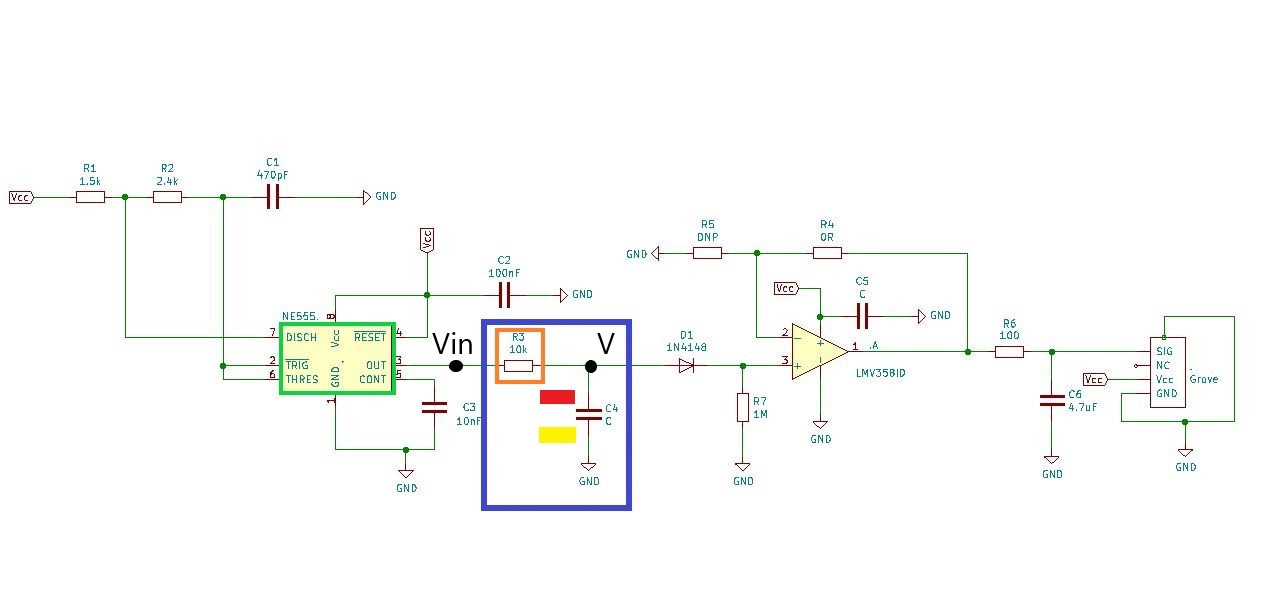 R1
1.5k
R2
2.4k
C1
470pF
Vcc
GND
Vcc
C2
100nF
GND
NE555.
8
7
DISCH
Vcc
RESET
4
2
TRIG
OUT
3
6
THRES
GND
CONT
5
1
C3
10nF
GND
Vin
R3
10k
V
C4
C
GND
R5
DNP
R4
0R
GND
Vcc
C5
C
GND
D1
1N4148
2
3
1
.A
LMV358ID
R7
1M
GND
GND
R6
100
C6
4.7uF
GND
SIG
NC
Vcc
Vcc
GND
Grove
GND